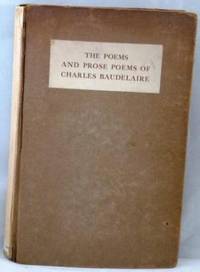 THE POEMS
AND PROSE POEMS OF
CHARLES BAUDELAIRE